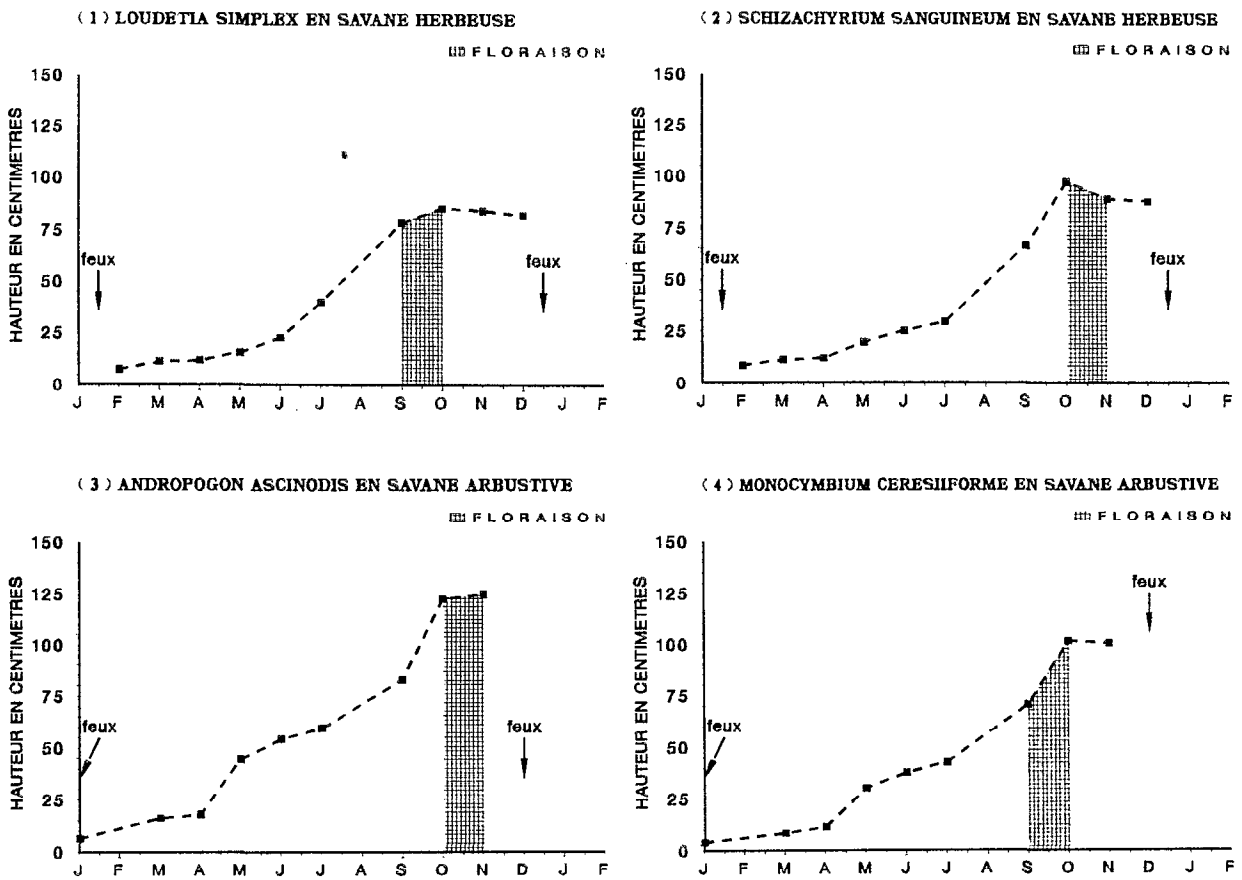 (1) LOUDETIA SIMPLEX EN SAVANE HERBEUSE
FLORAISON
HAUTEUR EN CENTIMETRES
150
125
100
75
50
25
0
feux
feux
J F M A M J J A S O N D J F
(2) SCHIZACHYRIUM SANGUINEUM EN SAVANE HERBEUSE
FLORAISON
HAUTEUR EN CENTIMETRES
150
125
100
75
50
25
0
feux
feux
J F M A M J J A S O N D J F
(3) ANDROPOGON ASCINODIS EN SAVANE ARBUSTIVE
FLORAISON
HAUTEUR EN CENTIMETRES
150
125
100
75
50
25
0
feux
feux
J F M A M J J A S O N D J F
(4) MONOCYMBIUM CERESIIFORME EN SAVANE ARBUSTIVE
FLORAISON
HAUTEUR EN CENTIMETRES
150
125
100
75
50
25
0
feux
feux
J F M A M J J A S O N D J F